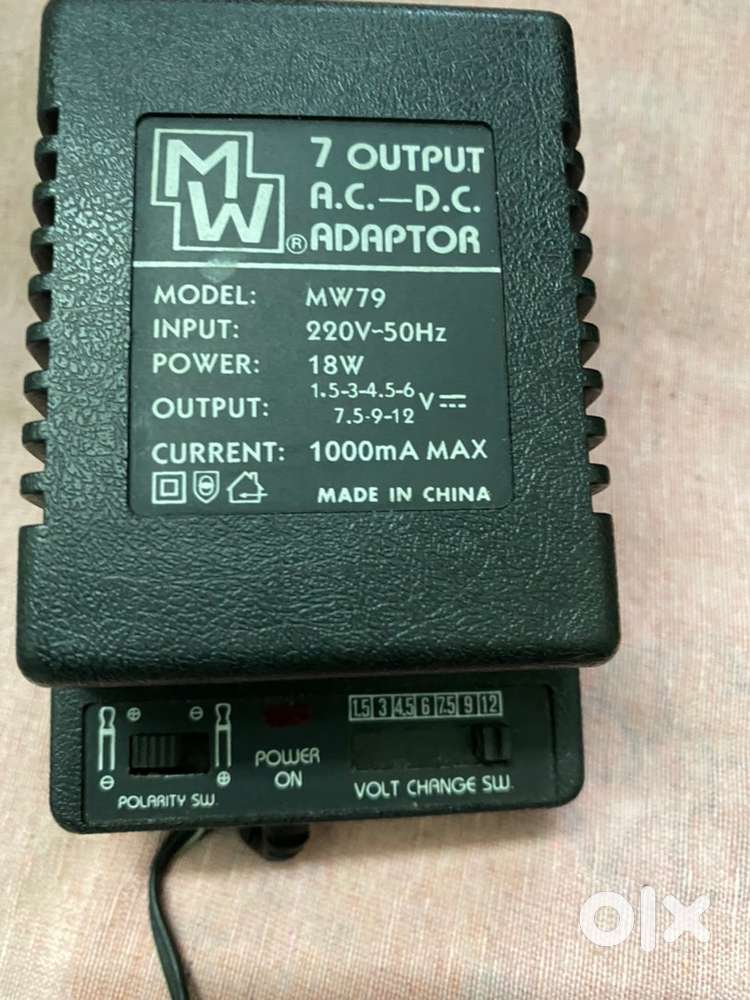 MW®
7 OUTPUT
A.C.—D.C.
ADAPTOR
MODEL: MW79
INPUT: 220V~50Hz
POWER: 18W
OUTPUT: 1.5-3-4.5-6
7.5-9-12 V⎓
CURRENT: 1000mA MAX
MADE IN CHINA
⊕ ⊖
⊖ ⊕
POLARITY SW.
POWER
ON
1.5 3 4.5 6 7.5 9 12
VOLT CHANGE SW.
olx